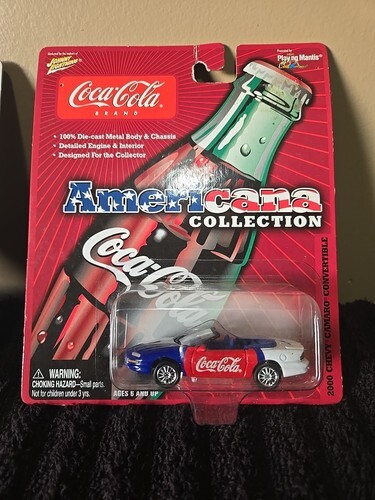 JOHNNY
LIGHTNING
Playing Mantis
Coca-Cola
BRAND
• 100% Die-cast Metal Body & Chassis
• Detailed Engine & Interior
• Designed For the Collector
Americana
COLLECTION
Coca-Cola
2000 CHEVY CAMARO CONVERTIBLE
Coca-Cola
WARNING:
CHOKING HAZARD—Small parts.
Not for children under 3 yrs.
AGES 6 AND UP